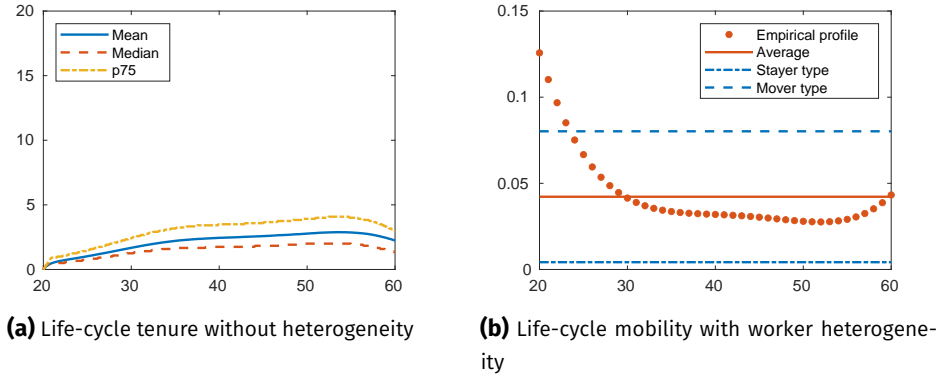 20
15
10
5
0
20 30 40 50 60
Mean
Median
p75
(a) Life-cycle tenure without heterogeneity
0.15
0.1
0.05
0
20 30 40 50 60
Empirical profile
Average
Stayer type
Mover type
(b) Life-cycle mobility with worker heterogene-
ity